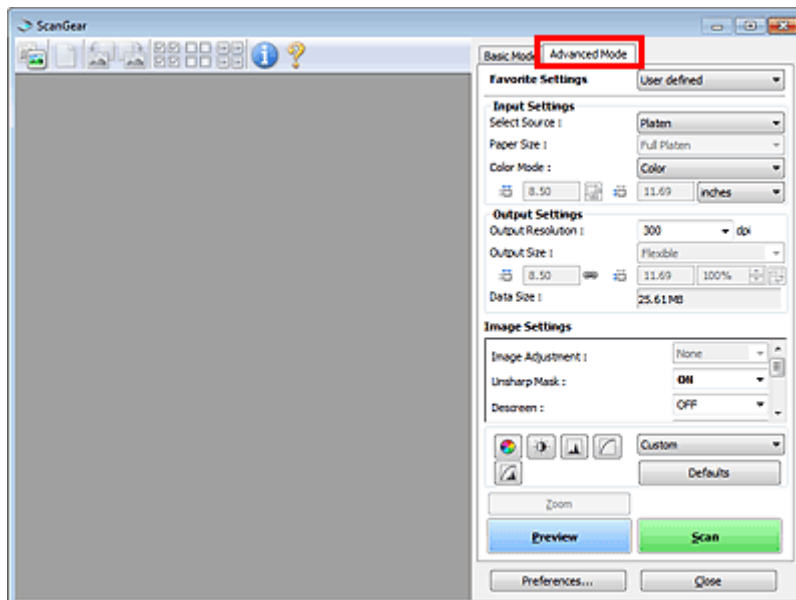 ScanGear
Basic Mode Advanced Mode
Favorite Settings User defined
Input Settings
Select Source : Platen
Paper Size : Full Platen
Color Mode : Color
8.50 11.69 inches
Output Settings
Output Resolution : 300 dpi
Output Size : Flexible
8.50 11.69 100%
Data Size : 25.61MB
Image Settings
Image Adjustment : None
Unsharp Mask : ON
Descreen : OFF
Custom
Defaults
Zoom
Preview Scan
Preferences... Close